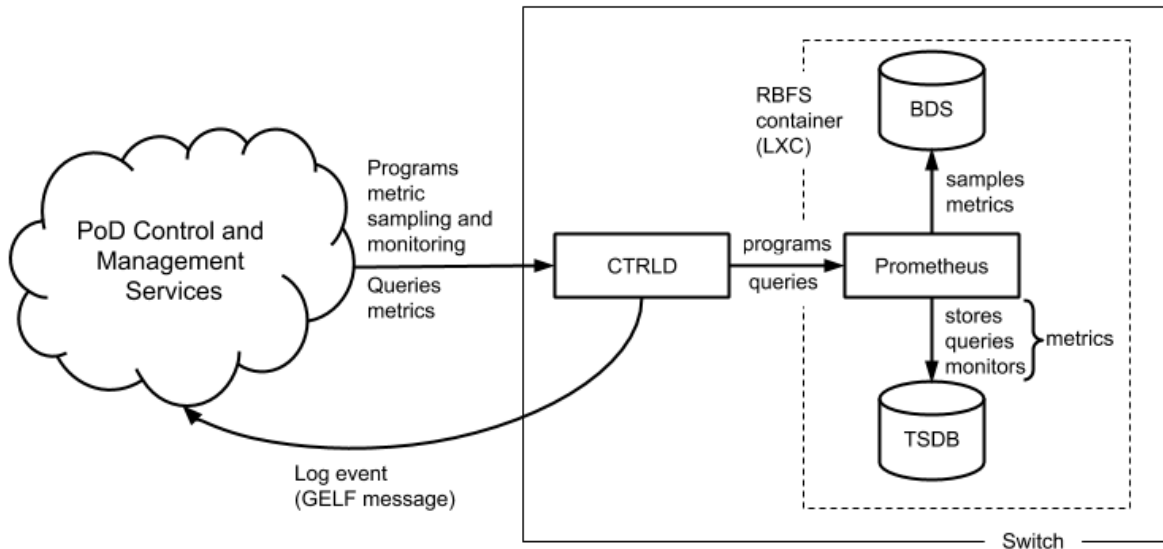 PoD Control and
Management
Services
Programs
metric
sampling and
monitoring
Queries
metrics
Log event
(GELF message)
CTRLD
programs
queries
RBFS
container
(LXC)
BDS
samples
metrics
Prometheus
stores
queries
monitors
metrics
TSDB
Switch